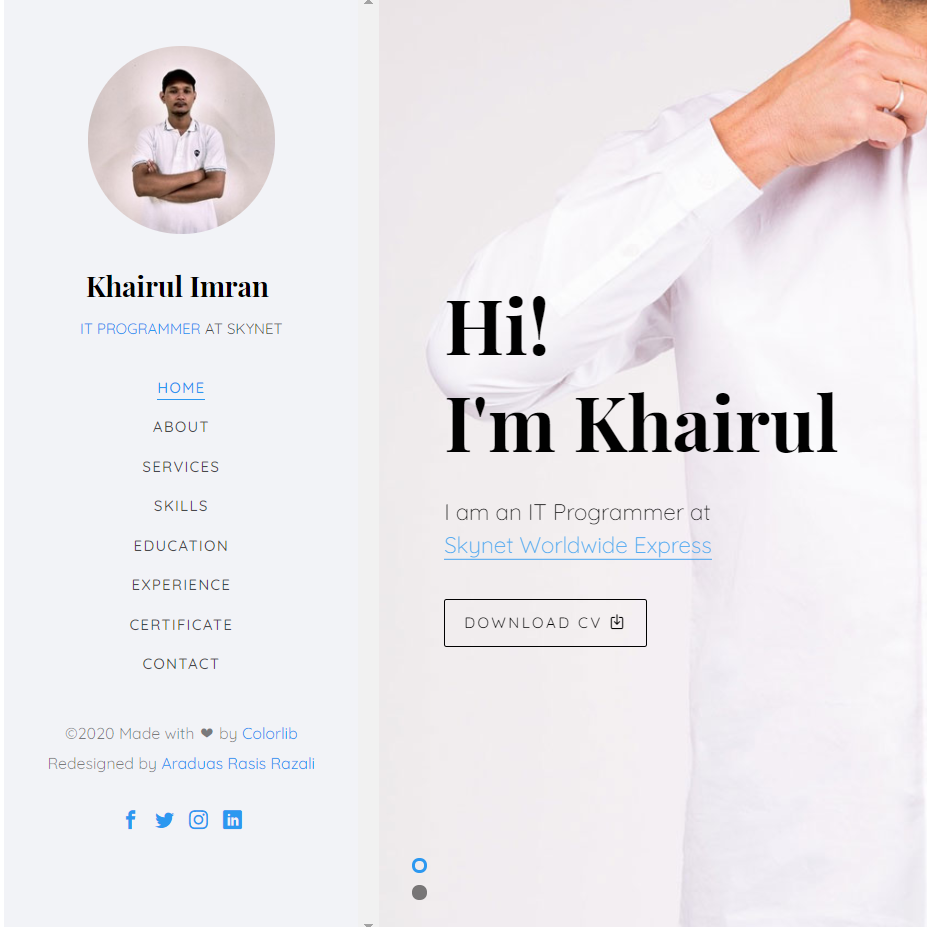 Khairul Imran
IT PROGRAMMER AT SKYNET
HOME
ABOUT
SERVICES
SKILLS
EDUCATION
EXPERIENCE
CERTIFICATE
CONTACT
©2020 Made with ❤ by Colorlib
Redesigned by Araduas Rasis Razali
Hi!
I'm Khairul
I am an IT Programmer at
Skynet Worldwide Express
DOWNLOAD CV